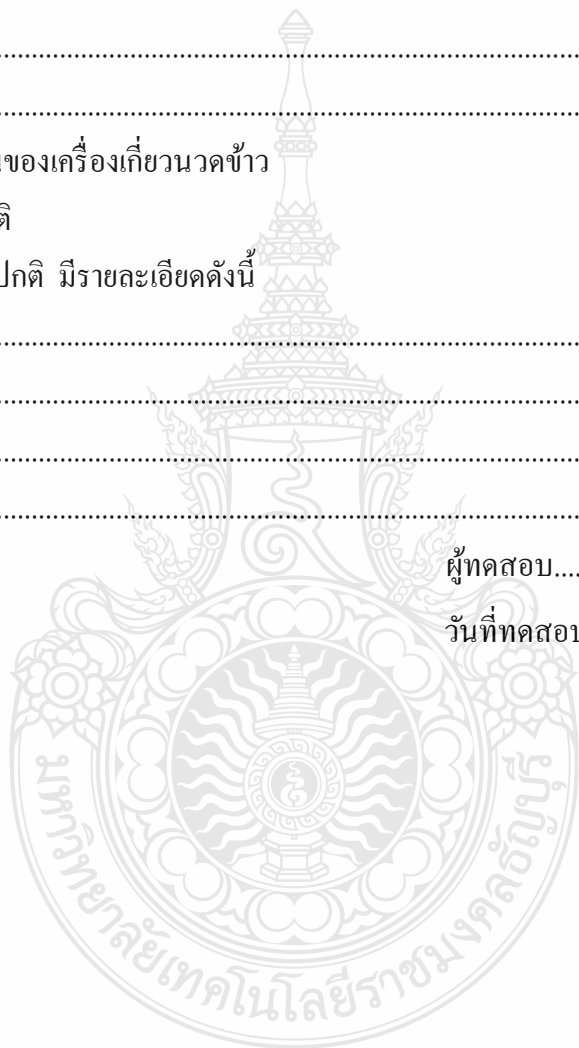 ............................................................
............................................................
ของเครื่องเกี่ยวนวดข้าว
ปกติ มีรายละเอียดดังนี้
............................................................
............................................................
............................................................
............................................................
ผู้ทดสอบ....
วันที่ทดสอบ
มหาวิทยาลัยเทคโนโลยีราชมงคลธัญบุรี